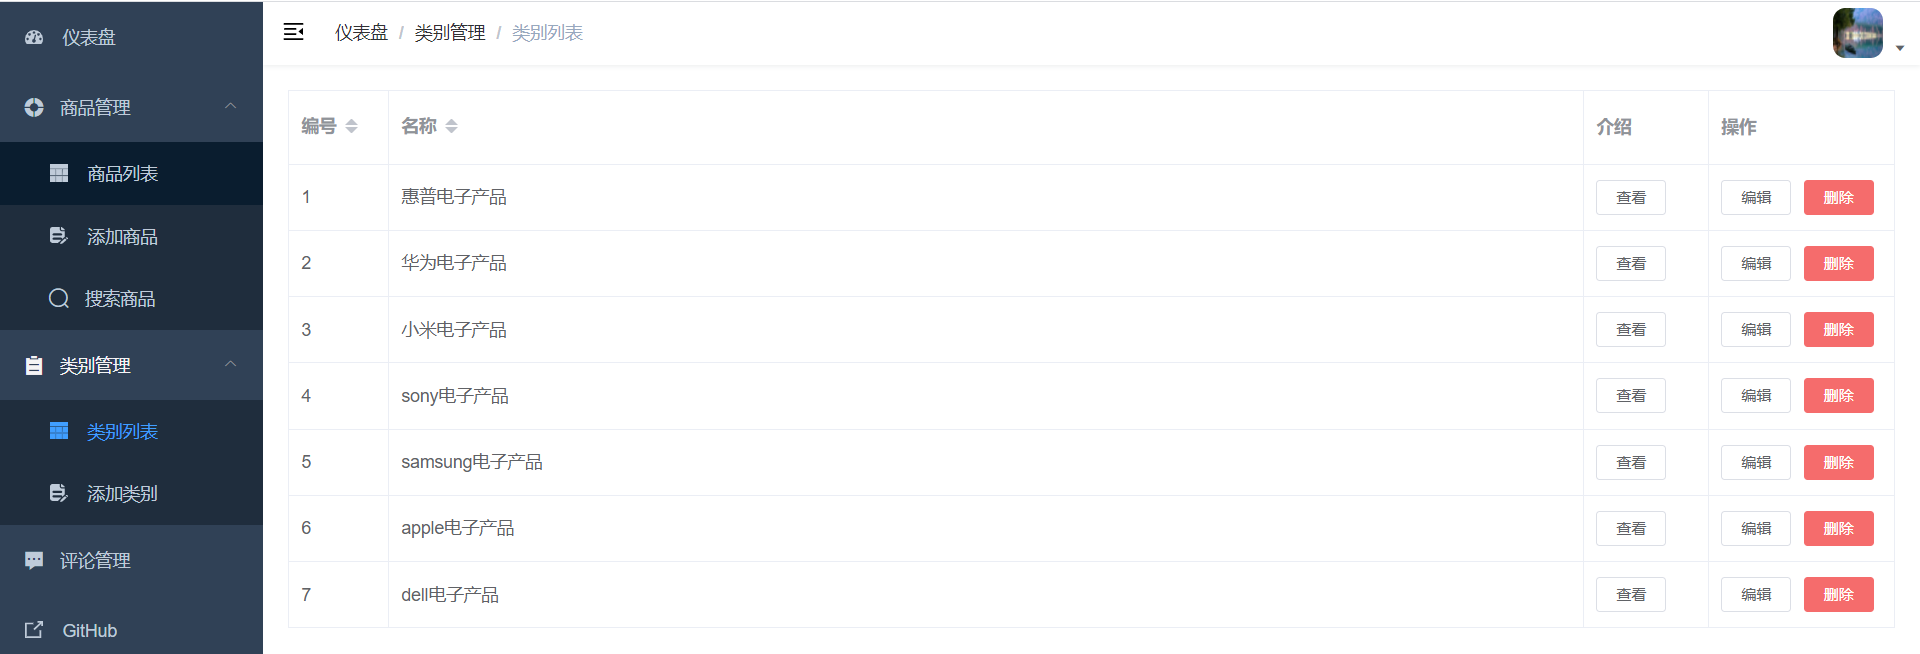 仪表盘
商品管理
商品列表
添加商品
搜索商品
类别管理
类别列表
添加类别
评论管理
GitHub
仪表盘 / 类别管理 / 类别列表
编号 名称 介绍 操作
1 惠普电子产品 查看 编辑 删除
2 华为电子产品 查看 编辑 删除
3 小米电子产品 查看 编辑 删除
4 sony电子产品 查看 编辑 删除
5 samsung电子产品 查看 编辑 删除
6 apple电子产品 查看 编辑 删除
7 dell电子产品 查看 编辑 删除